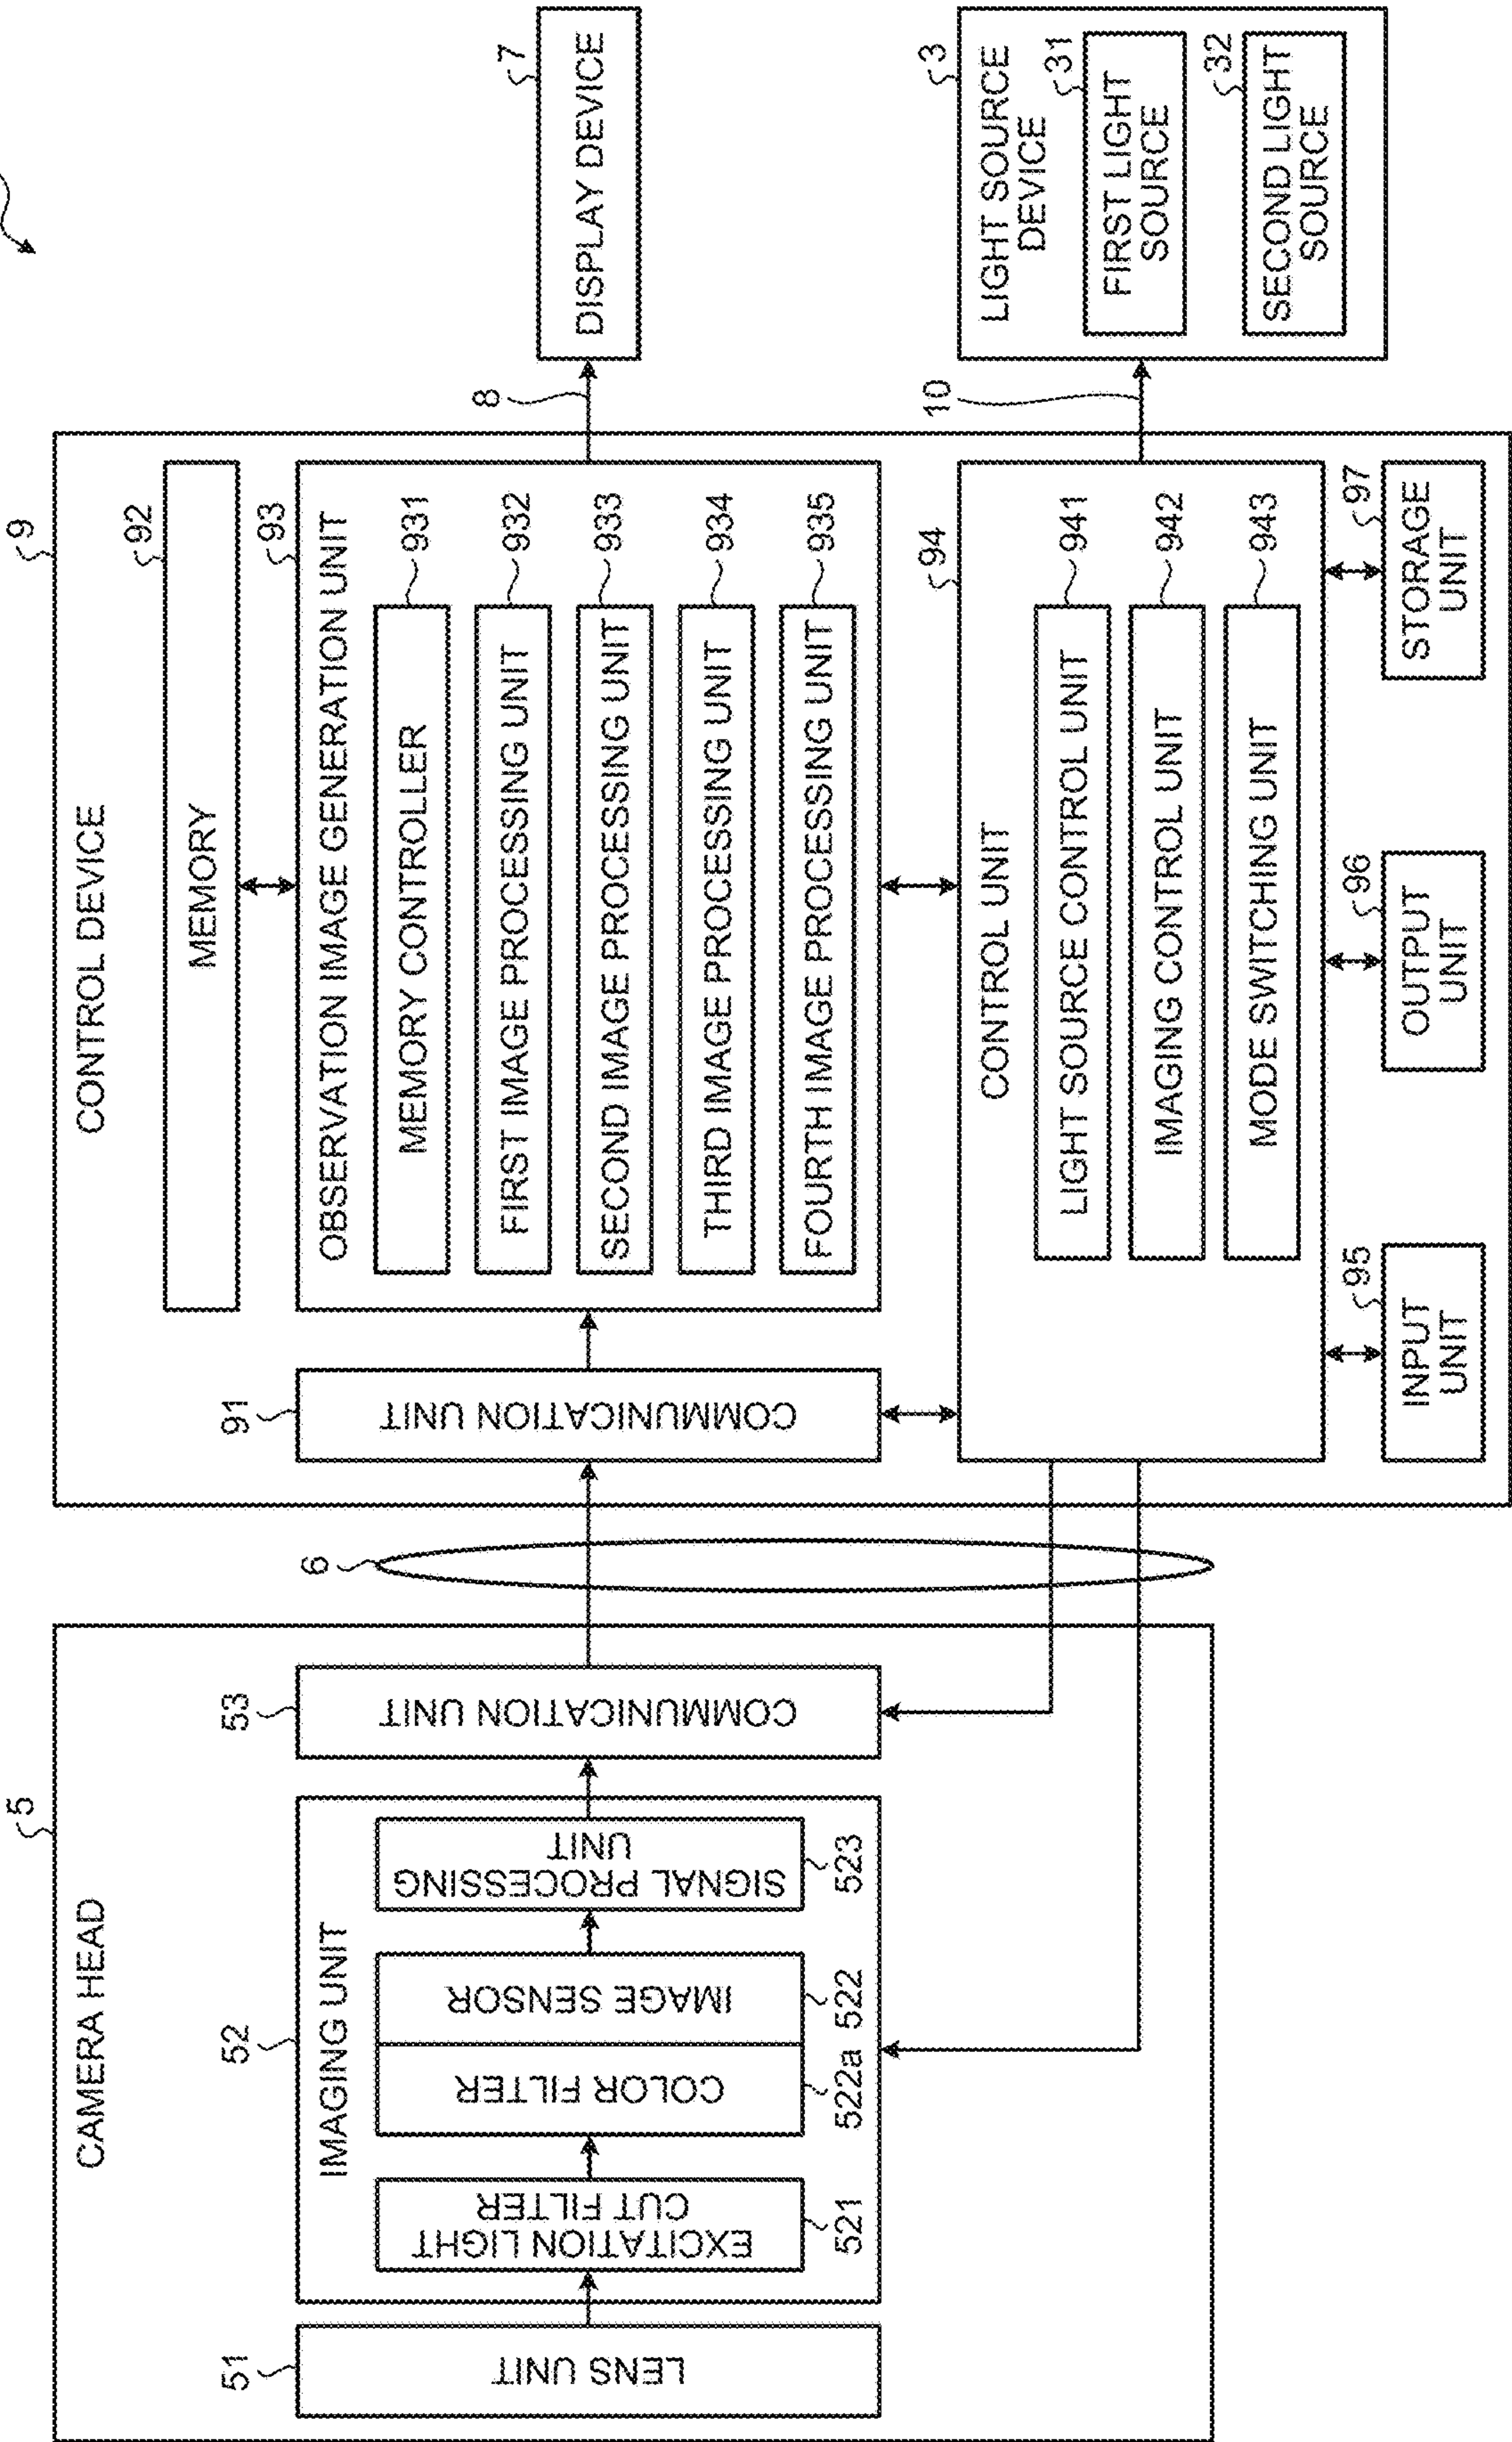 5
CAMERA HEAD
51
LENS UNIT
52
IMAGING UNIT
EXCITATION LIGHT
CUT FILTER
521
COLOR FILTER
522a
IMAGE SENSOR
522
SIGNAL PROCESSING
UNIT
523
53
COMMUNICATION UNIT
6
9
CONTROL DEVICE
91
COMMUNICATION UNIT
92
MEMORY
93
OBSERVATION IMAGE GENERATION UNIT
MEMORY CONTROLLER
931
FIRST IMAGE PROCESSING UNIT
932
SECOND IMAGE PROCESSING UNIT
933
THIRD IMAGE PROCESSING UNIT
934
FOURTH IMAGE PROCESSING UNIT
935
94
CONTROL UNIT
LIGHT SOURCE CONTROL UNIT
941
IMAGING CONTROL UNIT
942
MODE SWITCHING UNIT
943
95
INPUT
UNIT
96
OUTPUT
UNIT
97
STORAGE
UNIT
8
7
DISPLAY DEVICE
10
3
LIGHT SOURCE
DEVICE
31
FIRST LIGHT
SOURCE
32
SECOND LIGHT
SOURCE